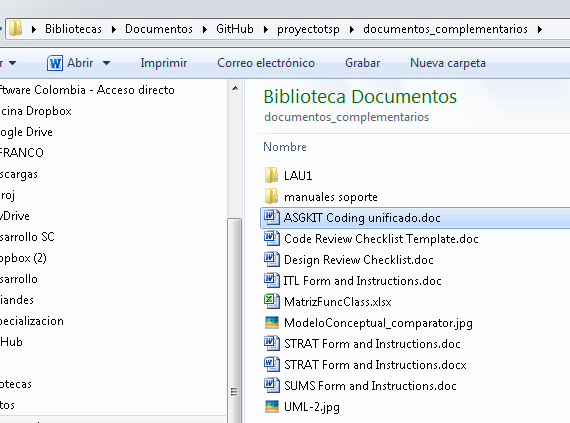 Bibliotecas Documentos GitHub proyectotsp documentos_complementarios
Abrir Imprimir Correo electrónico Grabar Nueva carpeta
ftware Colombia - Acceso directo
cina Dropbox
ogle Drive
FRANCO
scargas
roj
yDrive
sarrollo SC
opbox (2)
sarrollo
iandes
pecializacion
Hub
otecas
tos
Biblioteca Documentos
documentos_complementarios
Nombre
LAU1
manuales soporte
ASGKIT Coding unificado.doc
Code Review Checklist Template.doc
Design Review Checklist.doc
ITL Form and Instructions.doc
MatrizFuncClass.xlsx
ModeloConceptual_comparator.jpg
STRAT Form and Instructions.doc
STRAT Form and Instructions.docx
SUMS Form and Instructions.doc
UML-2.jpg